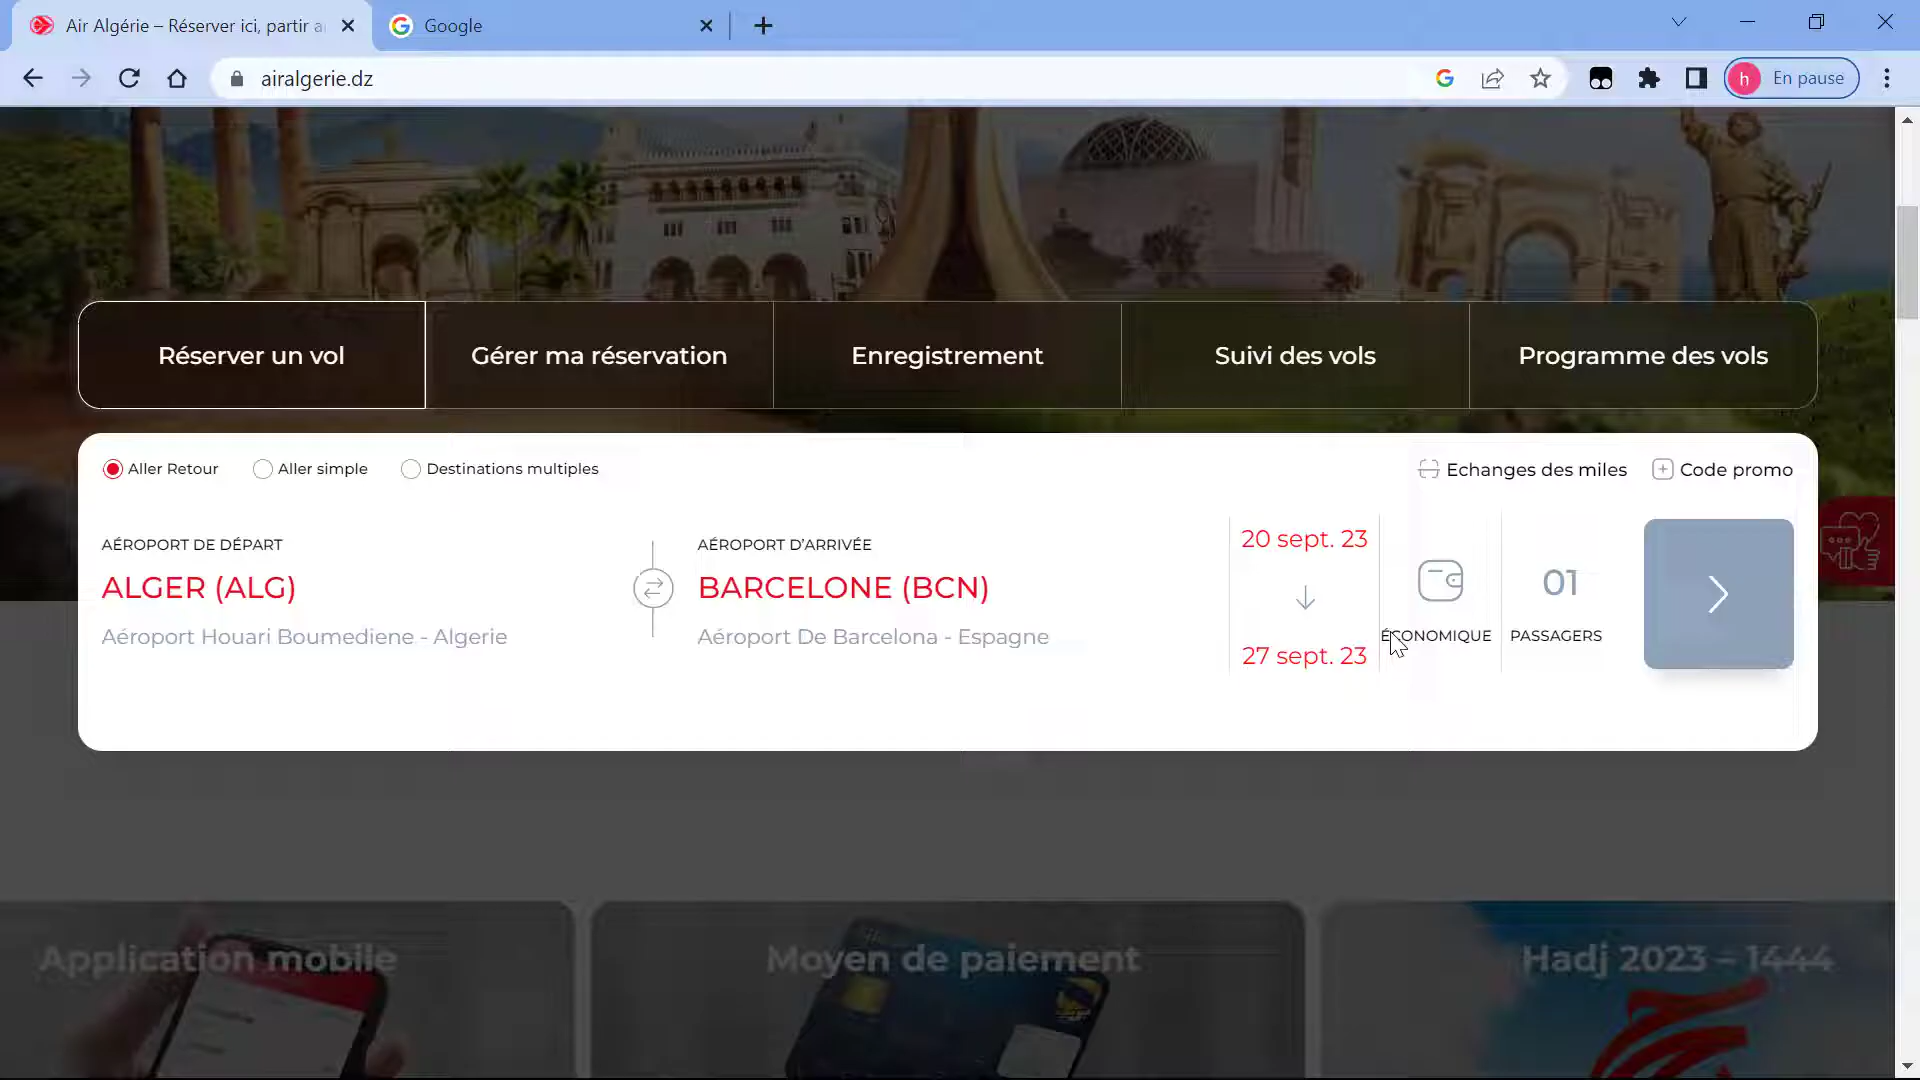 Air Algérie – Réserver ici, partir a
Google
airalgerie.dz
h
En pause
Réserver un vol
Gérer ma réservation
Enregistrement
Suivi des vols
Programme des vols
Aller Retour
Aller simple
Destinations multiples
Echanges des miles
Code promo
AÉROPORT DE DÉPART
ALGER (ALG)
Aéroport Houari Boumediene - Algerie
AÉROPORT D’ARRIVÉE
BARCELONE (BCN)
Aéroport De Barcelona - Espagne
20 sept. 23
27 sept. 23
ÉCONOMIQUE
01
PASSAGERS
Application mobile
Moyen de paiement
Hadj 2023 – 1444